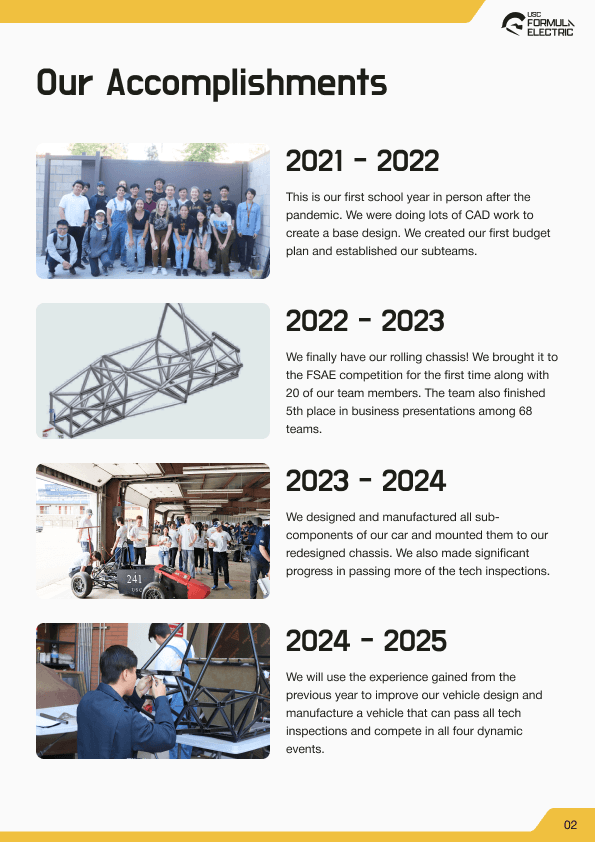 USC
FORMULA
ELECTRIC
Our Accomplishments
2021 - 2022
This is our first school year in person after the
pandemic. We were doing lots of CAD work to
create a base design. We created our first budget
plan and established our subteams.
2022 - 2023
We finally have our rolling chassis! We brought it to
the FSAE competition for the first time along with
20 of our team members. The team also finished
5th place in business presentations among 68
teams.
2023 - 2024
We designed and manufactured all sub-
components of our car and mounted them to our
redesigned chassis. We also made significant
progress in passing more of the tech inspections.
241
USC
2024 - 2025
We will use the experience gained from the
previous year to improve our vehicle design and
manufacture a vehicle that can pass all tech
inspections and compete in all four dynamic
events.
02